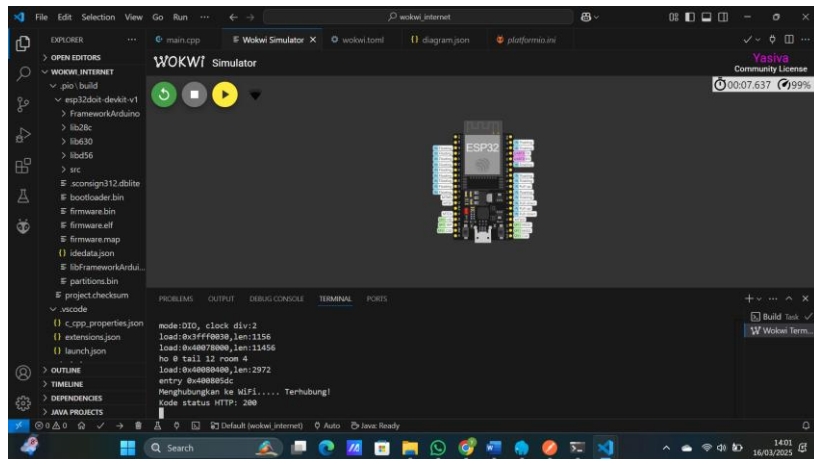 File Edit Selection View Go Run ···
wokwi_internet
EXPLORER
OPEN EDITORS
WOKWI_INTERNET
.pio\build
esp32doit-devkit-v1
FrameworkArduino
lib28c
lib630
libd56
src
.sconsign312.dblite
bootloader.bin
firmware.bin
firmware.elf
firmware.map
idedata.json
libFrameworkArdui...
partitions.bin
project.checksum
.vscode
c_cpp_properties.json
extensions.json
launch.json
OUTLINE
TIMELINE
DEPENDENCIES
JAVA PROJECTS
main.cpp Wokwi Simulator wokwi.toml diagram.json platformio.ini
WOKWI Simulator
Yasiva
Community License
00:07.637 99%
ESP32
PROBLEMS OUTPUT DEBUG CONSOLE TERMINAL PORTS
mode:DIO, clock div:2
load:0x3fff0030,len:1156
load:0x40078000,len:11456
ho 0 tail 12 room 4
load:0x40080400,len:2972
entry 0x400805dc
Menghubungkan ke WiFi..... Terhubung!
Kode status HTTP: 200
Build Task
Wokwi Term...
0 0 0 Default (wokwi_internet) Auto Java: Ready
Search
14:01
16/03/2025